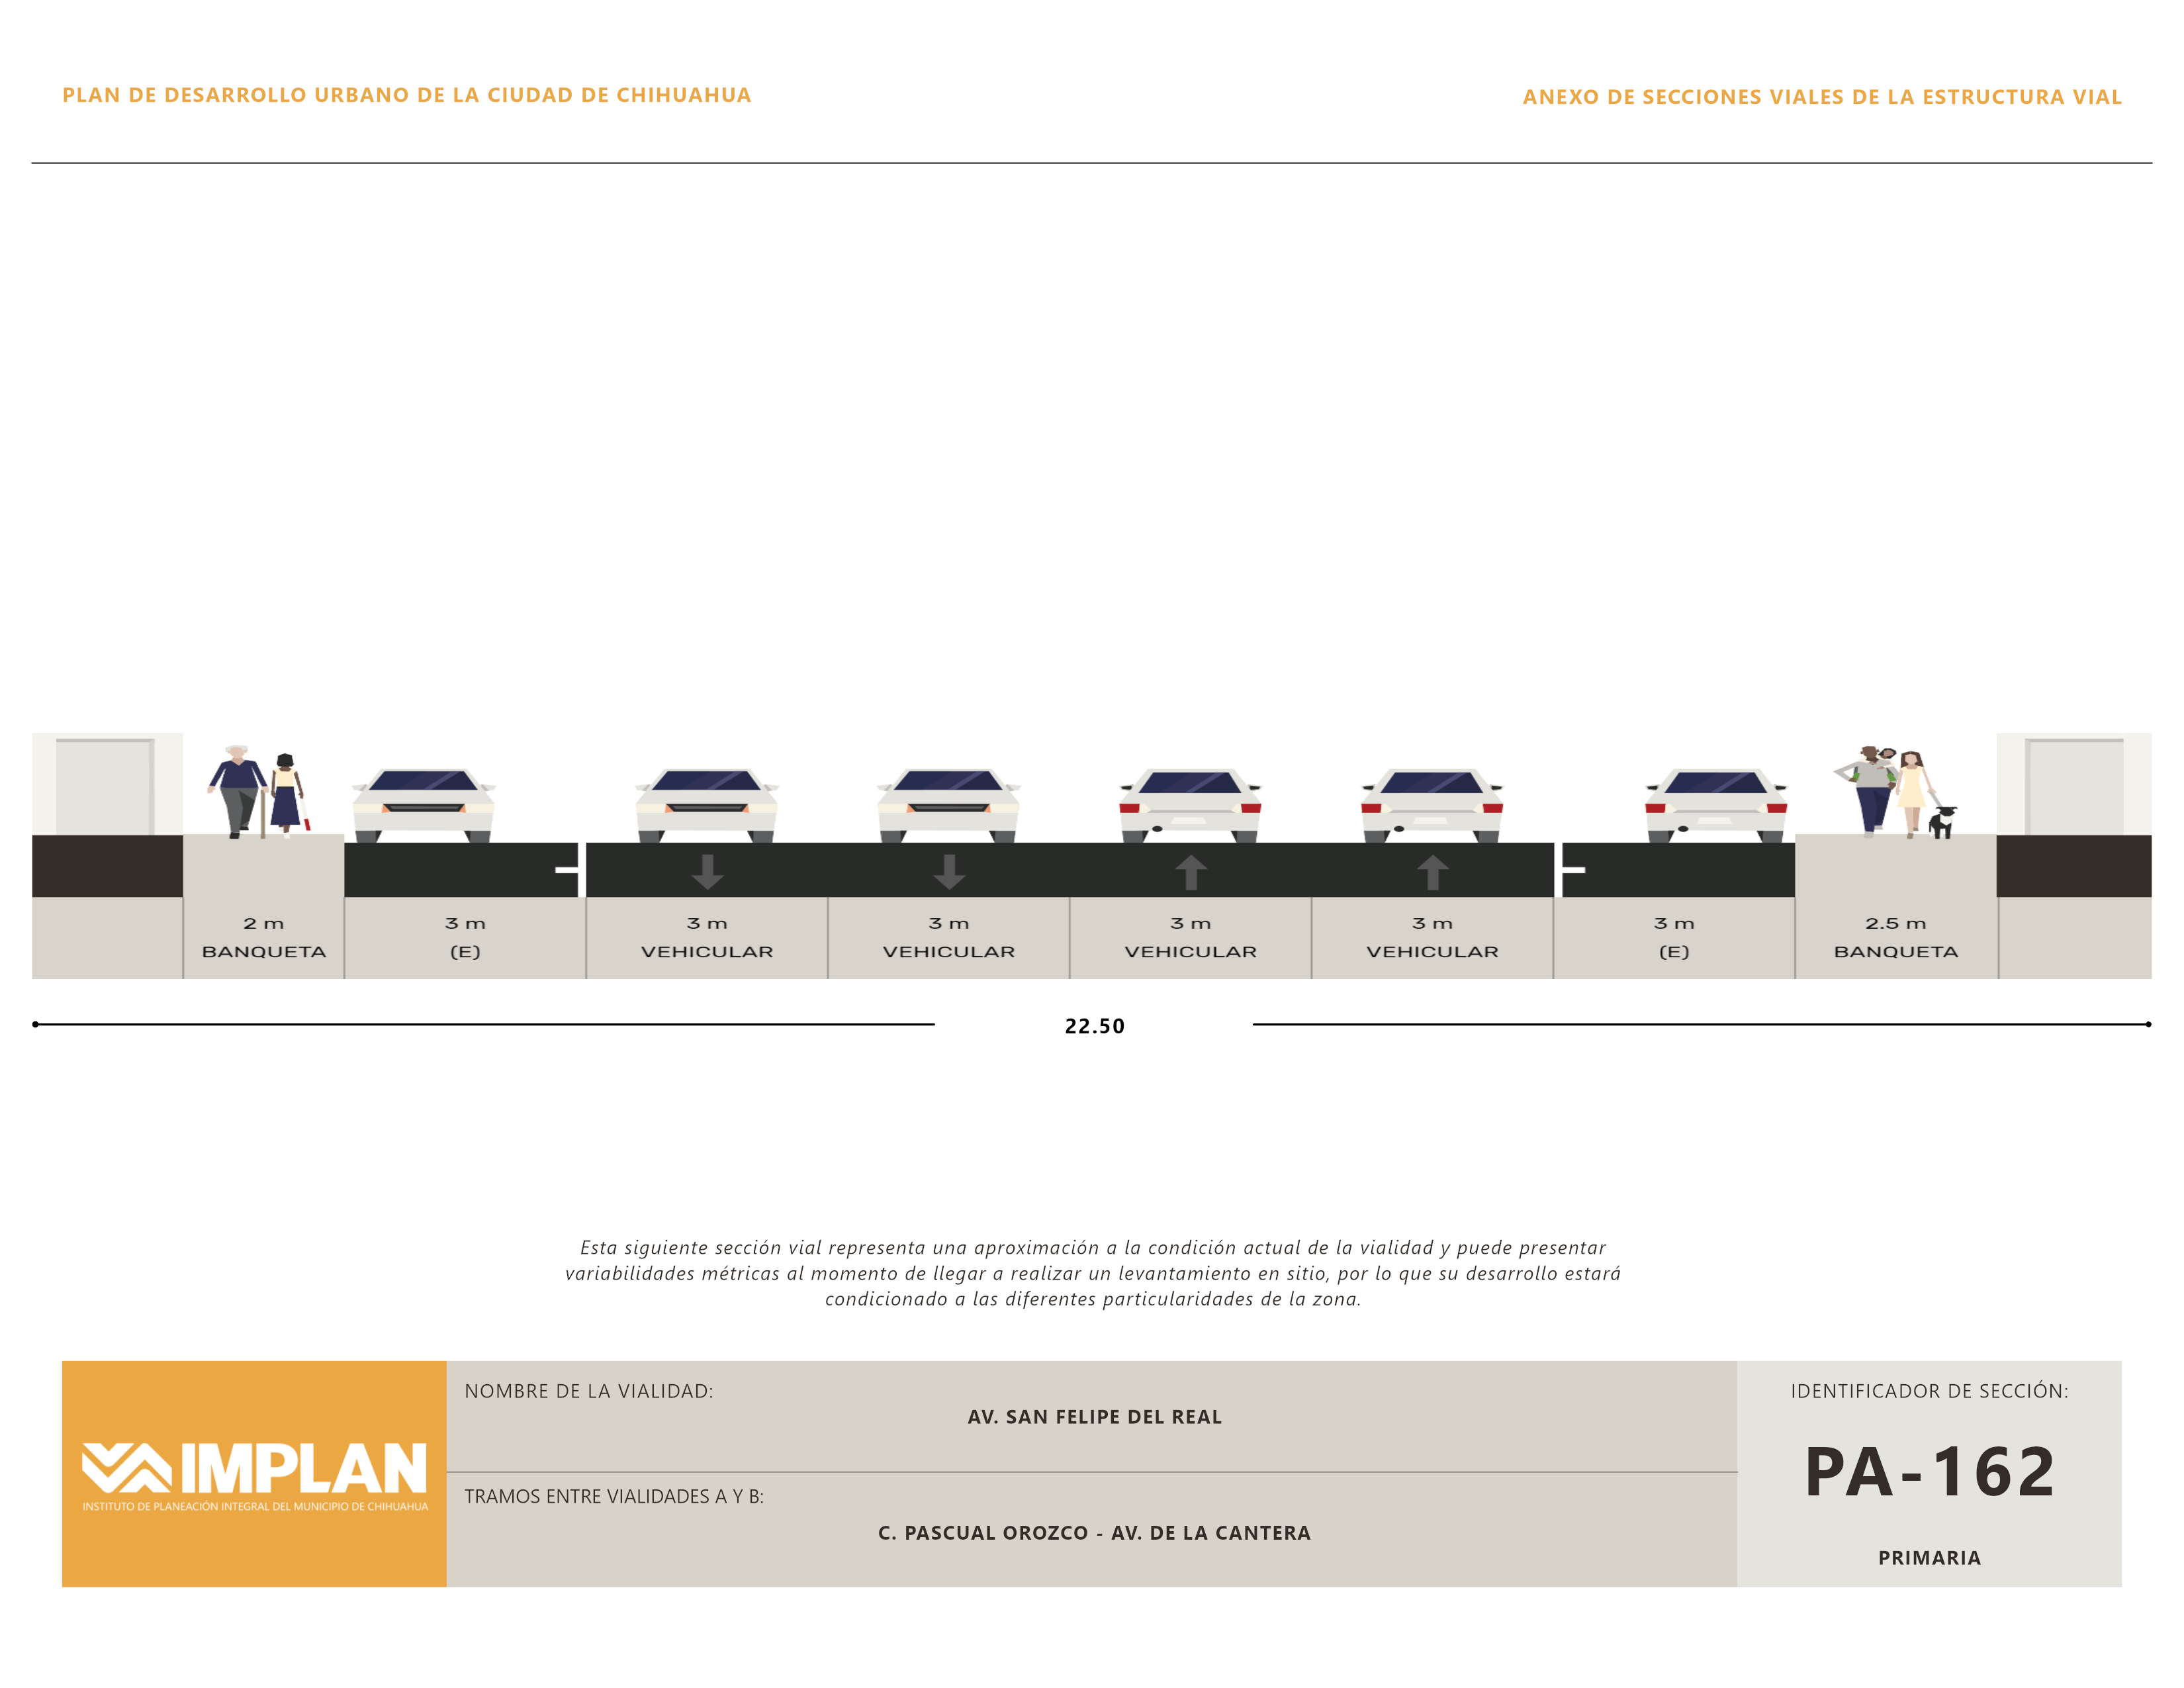 PLAN DE DESARROLLO URBANO DE LA CIUDAD DE CHIHUAHUA
ANEXO DE SECCIONES VIALES DE LA ESTRUCTURA VIAL
2 m
BANQUETA
3 m
(E)
3 m
VEHICULAR
3 m
VEHICULAR
3 m
VEHICULAR
3 m
VEHICULAR
3 m
(E)
2.5 m
BANQUETA
22.50
Esta siguiente sección vial representa una aproximación a la condición actual de la vialidad y puede presentar
variabilidades métricas al momento de llegar a realizar un levantamiento en sitio, por lo que su desarrollo estará
condicionado a las diferentes particularidades de la zona.
IMPLAN
INSTITUTO DE PLANEACIÓN INTEGRAL DEL MUNICIPIO DE CHIHUAHUA
NOMBRE DE LA VIALIDAD:
AV. SAN FELIPE DEL REAL
TRAMOS ENTRE VIALIDADES A Y B:
C. PASCUAL OROZCO - AV. DE LA CANTERA
IDENTIFICADOR DE SECCIÓN:
PA-162
PRIMARIA